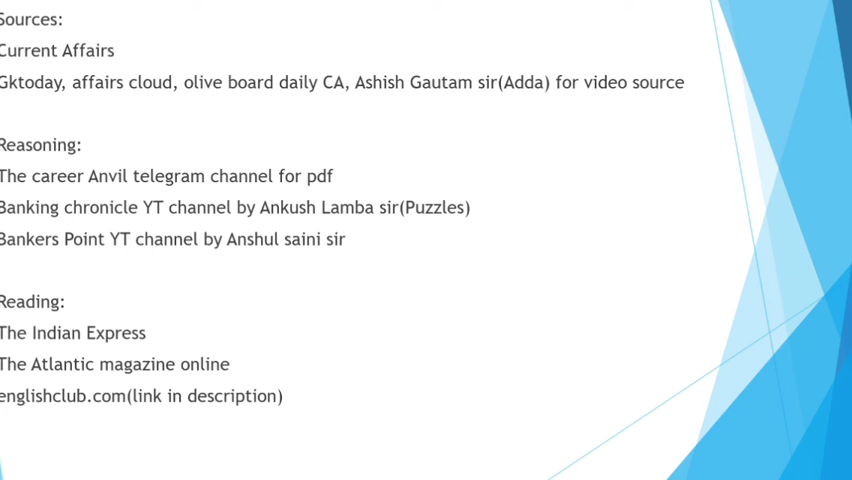 Sources:
Current Affairs
Gktoday, affairs cloud, olive board daily CA, Ashish Gautam sir(Adda) for video source
Reasoning:
The career Anvil telegram channel for pdf
Banking chronicle YT channel by Ankush Lamba sir(Puzzles)
Bankers Point YT channel by Anshul saini sir
Reading:
The Indian Express
The Atlantic magazine online
englishclub.com(link in description)